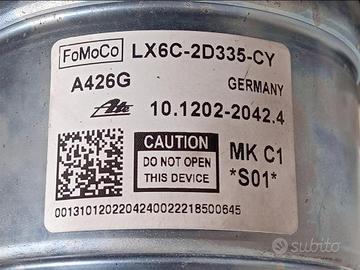 FoMoCo LX6C-2D335-CY
A426G GERMANY
Ate 10.1202-2042.4
CAUTION
DO NOT OPEN
THIS DEVICE
MK C1
*S01*
0013101202204240022218500645
subito